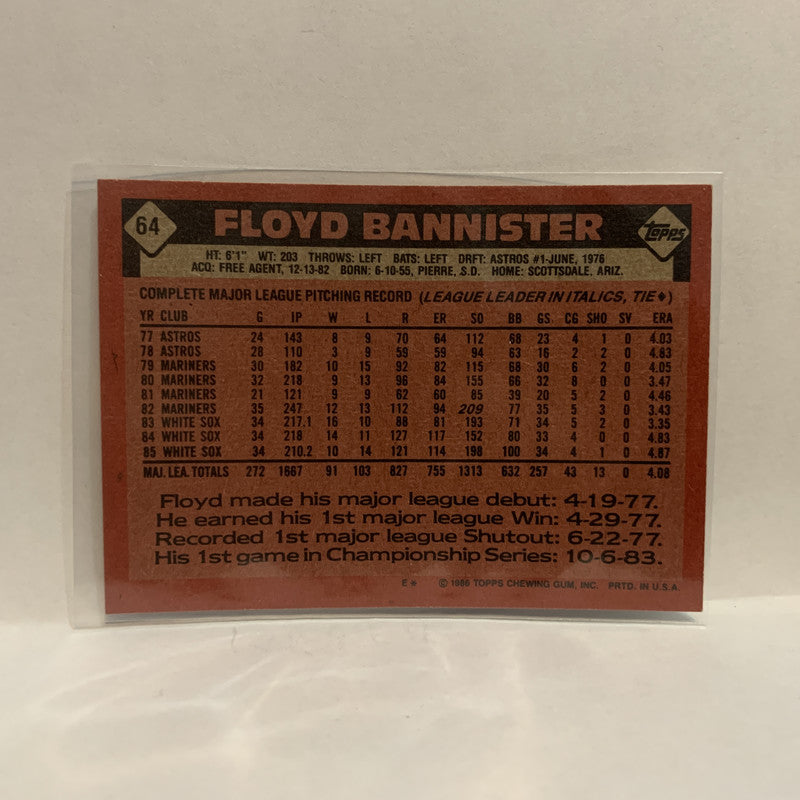 64
FLOYD BANNISTER
topps
HT: 6'1" WT: 203 THROWS: LEFT BATS: LEFT DRFT: ASTROS #1-JUNE, 1976
ACQ: FREE AGENT, 12-13-82 BORN: 6-10-55, PIERRE, S.D. HOME: SCOTTSDALE, ARIZ.
COMPLETE MAJOR LEAGUE PITCHING RECORD (LEAGUE LEADER IN ITALICS, TIE♦)
YR CLUB G IP W L R ER SO BB GS CG SHO SV ERA
77 ASTROS 24 143 8 9 70 64 112 68 23 4 1 0 4.03
78 ASTROS 28 110 3 9 59 59 94 63 16 2 2 0 4.83
79 MARINERS 30 182 10 15 92 82 115 68 30 6 2 0 4.05
80 MARINERS 32 218 9 13 96 84 155 66 32 8 0 0 3.47
81 MARINERS 21 121 9 9 62 60 85 39 20 5 2 0 4.46
82 MARINERS 35 247 12 13 112 94 209 77 35 5 3 0 3.43
83 WHITE SOX 34 217.1 16 10 88 81 193 71 34 5 2 0 3.35
84 WHITE SOX 34 218 14 11 127 117 152 80 33 4 0 0 4.83
85 WHITE SOX 34 210.2 10 14 121 114 198 100 34 4 1 0 4.87
MAJ. LEA. TOTALS 272 1667 91 103 827 755 1313 632 257 43 13 0 4.08
Floyd made his major league debut: 4-19-77.
He earned his 1st major league Win: 4-29-77.
Recorded 1st major league Shutout: 6-22-77.
His 1st game in Championship Series: 10-6-83.
E* © 1986 TOPPS CHEWING GUM, INC. PRTD. IN U.S.A.